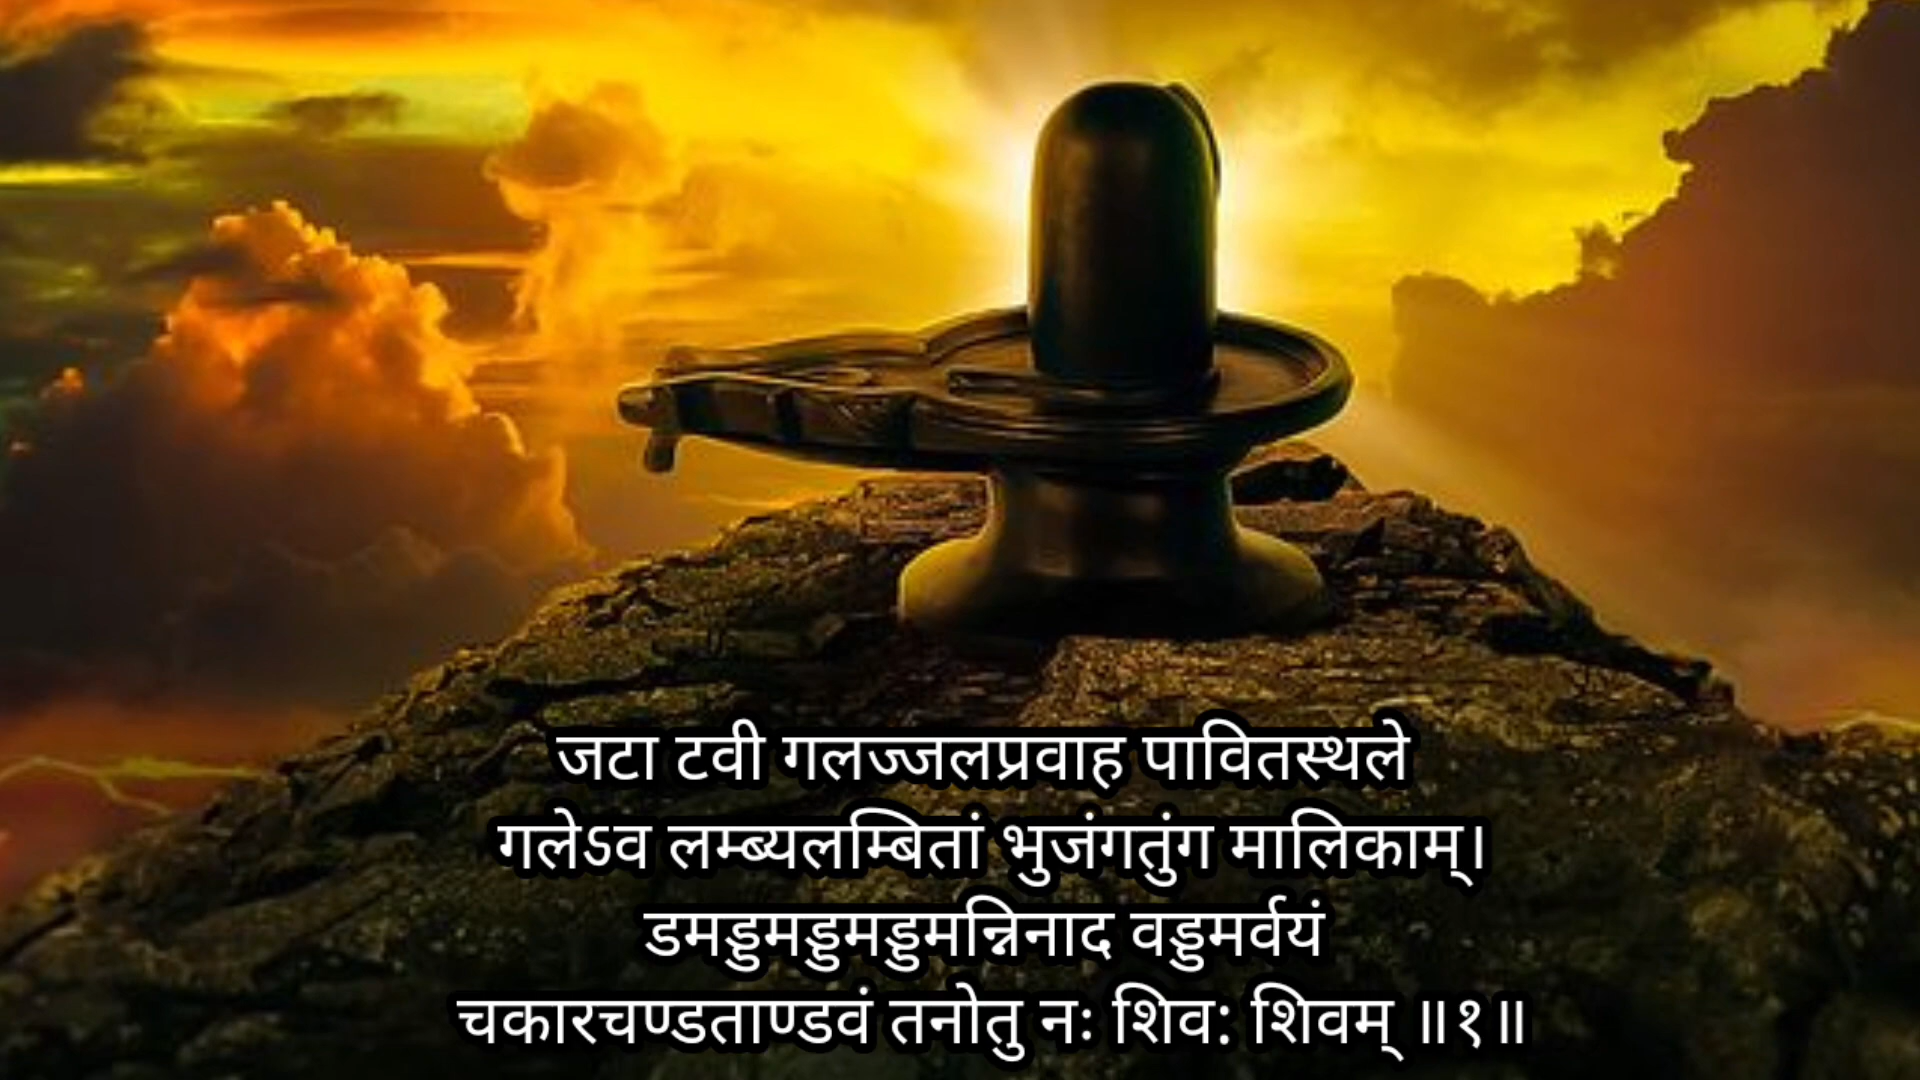 जटा टवी गलज्जलप्रवाह पावितस्थले
गलेऽव लम्ब्यलम्बितां भुजंगतुंग मालिकाम्।
डमड्डमड्डमड्डमन्निनाद वड्डमर्वयं
चकारचण्डताण्डवं तनोतु नः शिव: शिवम् ॥१॥